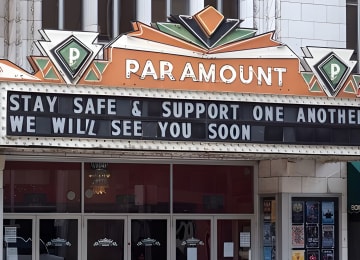 P
PARAMOUNT
P
STAY SAFE & SUPPORT ONE ANOTHER
WE WILL SEE YOU SOON